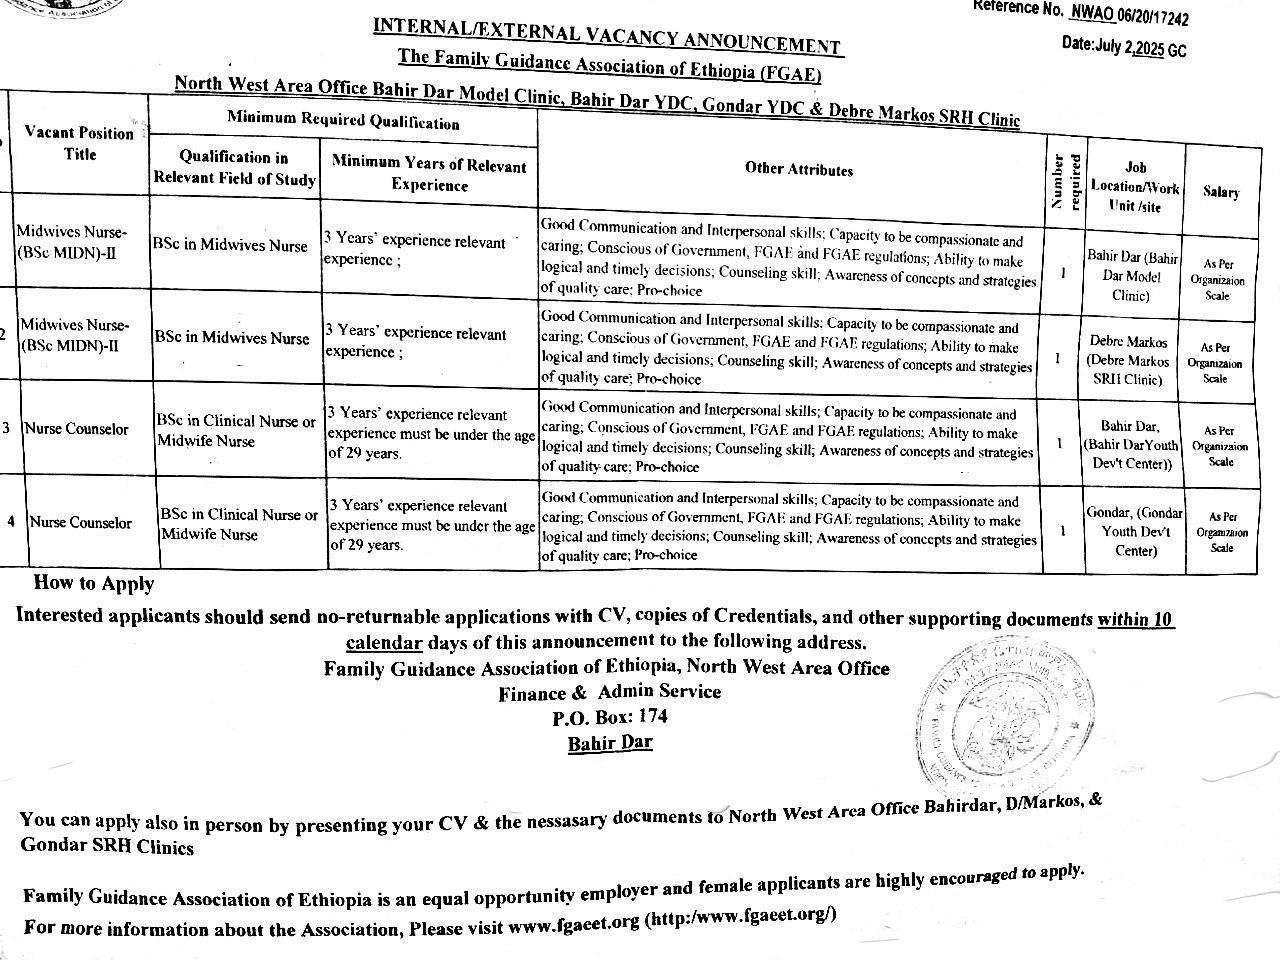 Reference No. NWAO 06/20/17242
Date:July 2,2025 GC
INTERNAL/EXTERNAL VACANCY ANNOUNCEMENT
The Family Guidance Association of Ethiopia (FGAE)
North West Area Office Bahir Dar Model Clinic, Bahir Dar YDC, Gondar YDC & Debre Markos SRH Clinic
Vacant Position
Title
Minimum Required Qualification
Qualification in
Relevant Field of Study
Minimum Years of Relevant
Experience
Other Attributes
Number
required
Job
Location/Work
Unit /site
Salary
Midwives Nurse-
(BSc MIDN)-II
BSc in Midwives Nurse
3 Years' experience relevant
experience ;
Good Communication and Interpersonal skills; Capacity to be compassionate and
caring; Conscious of Government, FGAE and FGAE regulations; Ability to make
logical and timely decisions; Counseling skill; Awareness of concepts and strategies
of quality care; Pro-choice
1
Bahir Dar (Bahir
Dar Model
Clinic)
As Per
Organizaion
Scale
2
Midwives Nurse-
(BSc MIDN)-II
BSc in Midwives Nurse
3 Years' experience relevant
experience ;
Good Communication and Interpersonal skills; Capacity to be compassionate and
caring; Conscious of Government, FGAE and FGAE regulations; Ability to make
logical and timely decisions; Counseling skill; Awareness of concepts and strategies
of quality care; Pro-choice
1
Debre Markos
(Debre Markos
SRH Clinic)
As Per
Organizaion
Scale
3
Nurse Counselor
BSc in Clinical Nurse or
Midwife Nurse
3 Years' experience relevant
experience must be under the age
of 29 years.
Good Communication and Interpersonal skills; Capacity to be compassionate and
caring; Conscious of Government, FGAE and FGAE regulations; Ability to make
logical and timely decisions; Counseling skill; Awareness of concepts and strategies
of quality care; Pro-choice
1
Bahir Dar,
(Bahir DarYouth
Dev't Center))
As Per
Organizaion
Scale
4
Nurse Counselor
BSc in Clinical Nurse or
Midwife Nurse
3 Years' experience relevant
experience must be under the age
of 29 years.
Good Communication and Interpersonal skills; Capacity to be compassionate and
caring; Conscious of Government, FGAE and FGAE regulations; Ability to make
logical and timely decisions; Counseling skill; Awareness of concepts and strategies
of quality care; Pro-choice
1
Gondar, (Gondar
Youth Dev't
Center)
As Per
Organizaion
Scale
How to Apply
Interested applicants should send no-returnable applications with CV, copies of Credentials, and other supporting documents within 10
calendar days of this announcement to the following address.
Family Guidance Association of Ethiopia, North West Area Office
Finance & Admin Service
P.O. Box: 174
Bahir Dar
You can apply also in person by presenting your CV & the nessasary documents to North West Area Office Bahirdar, D/Markos, &
Gondar SRH Clinics
Family Guidance Association of Ethiopia is an equal opportunity employer and female applicants are highly encouraged to apply.
For more information about the Association, Please visit www.fgaeet.org (http:/www.fgaeet.org/)